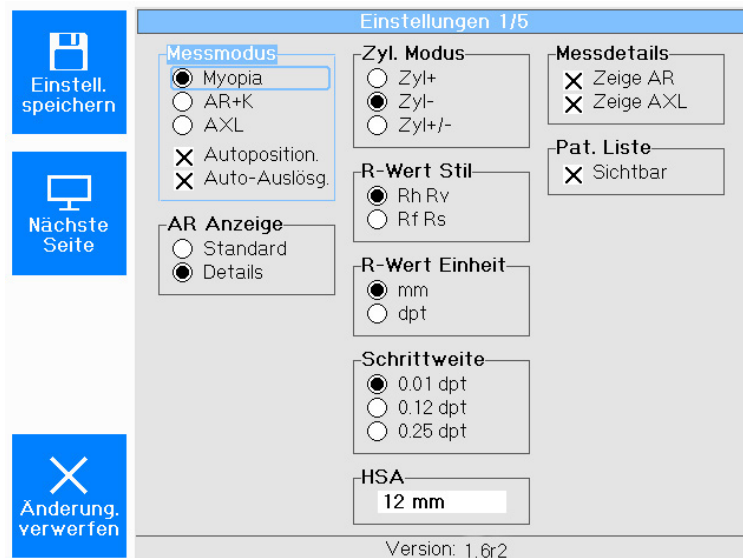 Einstellungen 1/5
Einstell.
speichern
Nächste
Seite
Änderung.
verwerfen
Messmodus
Myopia
AR+K
AXL
Autoposition.
Auto-Auslösg.
AR Anzeige
Standard
Details
Zyl. Modus
Zyl+
Zyl-
Zyl+/-
R-Wert Stil
Rh Rv
Rf Rs
R-Wert Einheit
mm
dpt
Schrittweite
0.01 dpt
0.12 dpt
0.25 dpt
HSA
12 mm
Messdetails
Zeige AR
Zeige AXL
Pat. Liste
Sichtbar
Version: 1.6r2